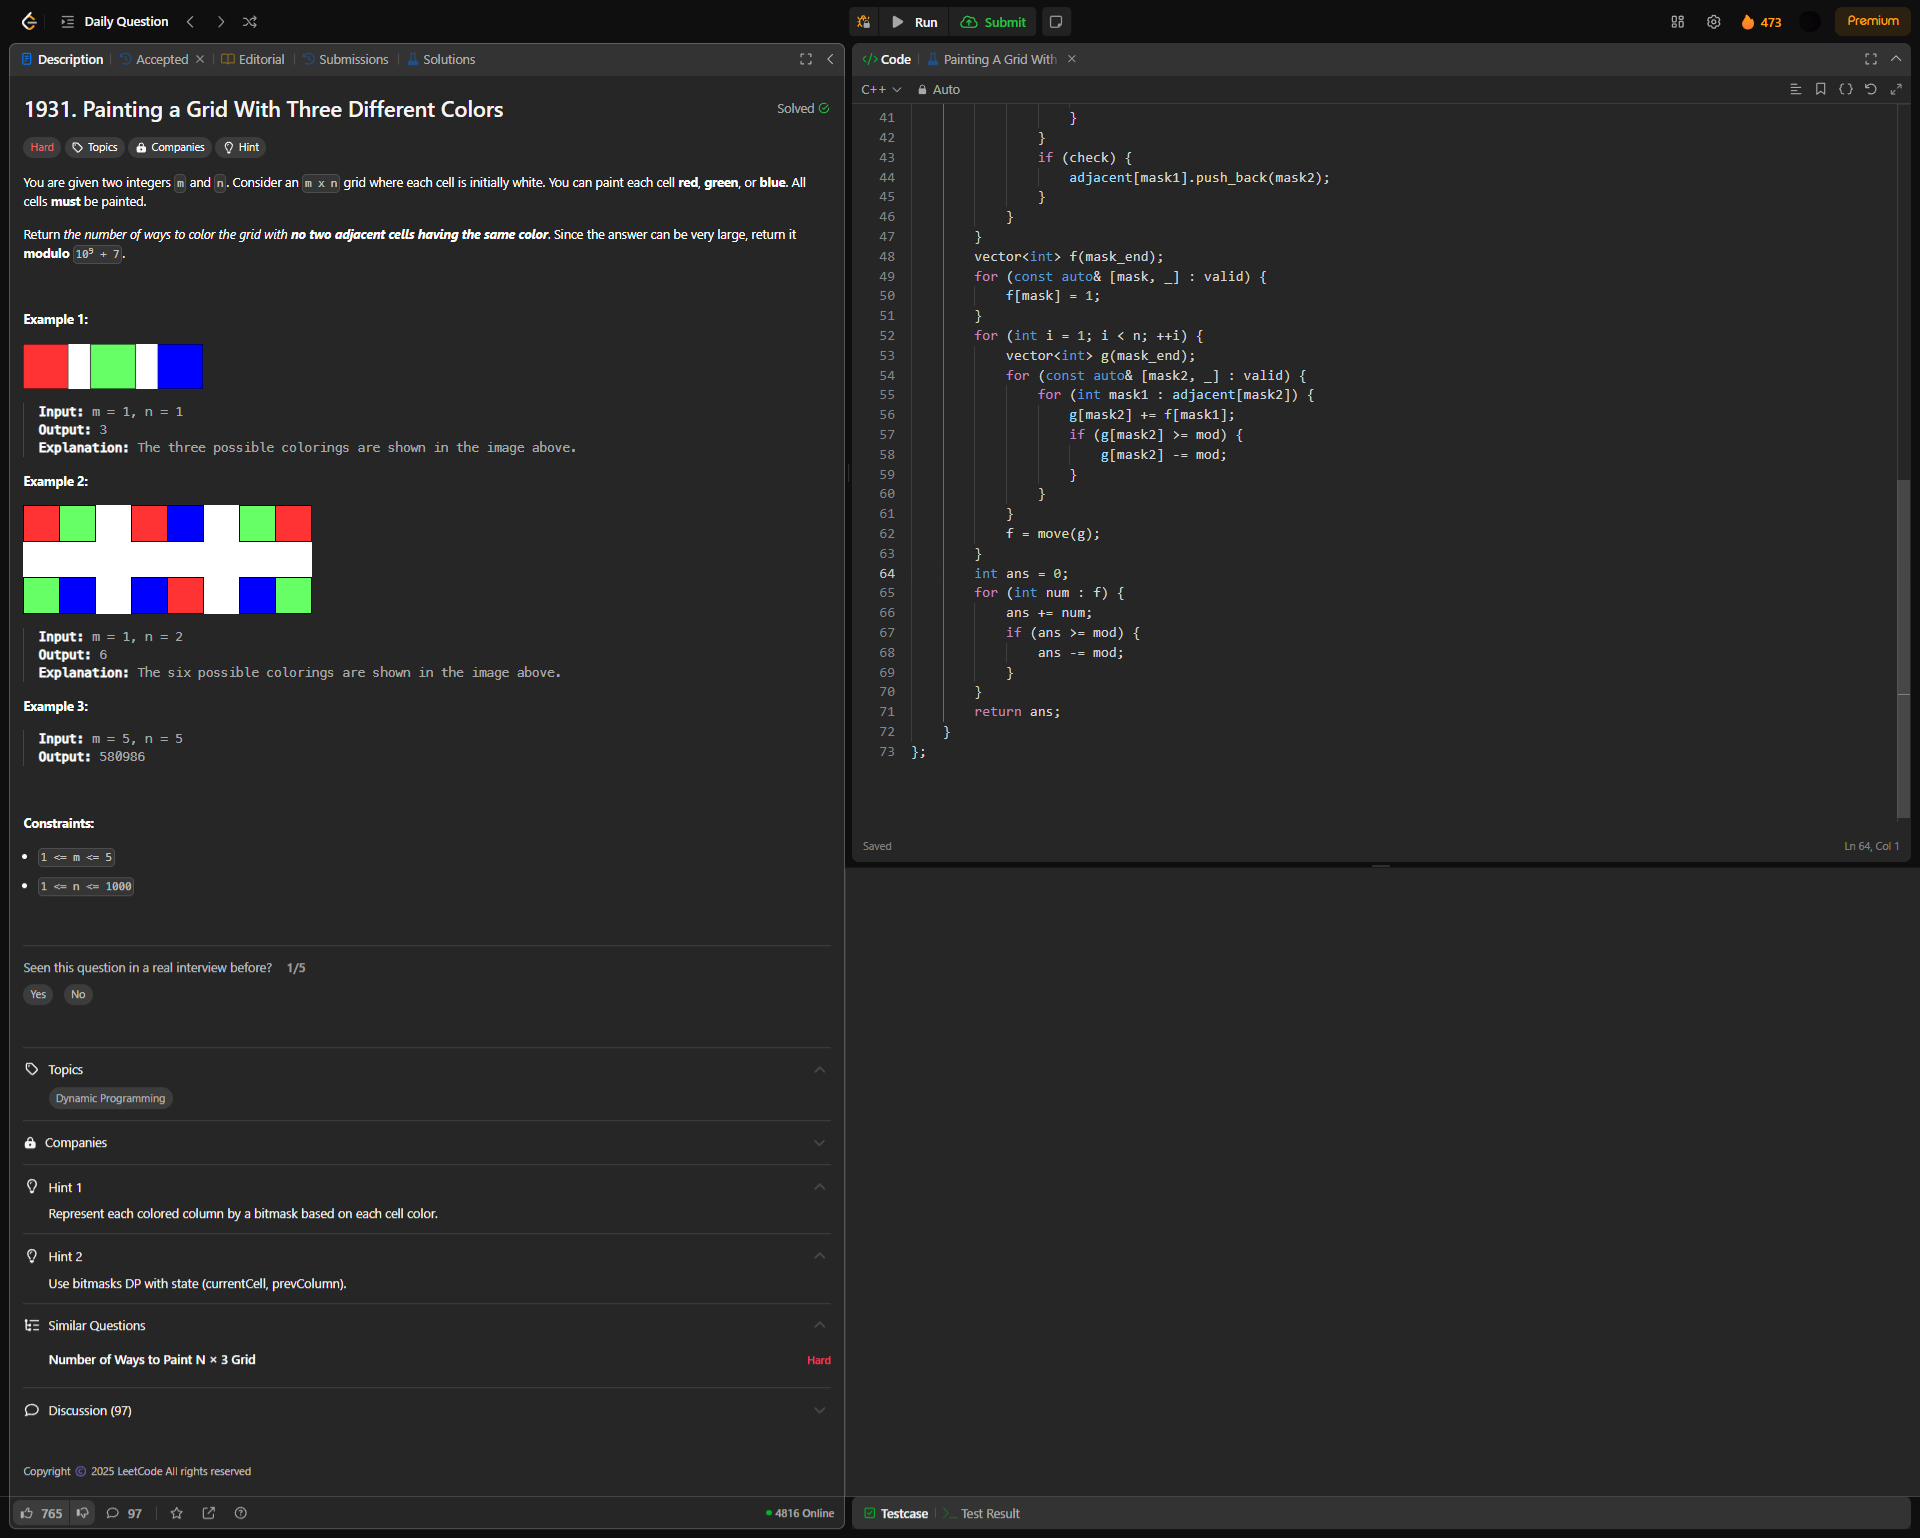 Daily Question
Run
Submit
473
Premium
Description
Accepted
Editorial
Submissions
Solutions
1931. Painting a Grid With Three Different Colors
Solved
Hard
Topics
Companies
Hint
You are given two integers m and n. Consider an m x n grid where each cell is initially white. You can paint each cell red, green, or blue. All
cells must be painted.
Return the number of ways to color the grid with no two adjacent cells having the same color. Since the answer can be very large, return it
modulo 10⁹ + 7.
Example 1:
Input: m = 1, n = 1
Output: 3
Explanation: The three possible colorings are shown in the image above.
Example 2:
Input: m = 1, n = 2
Output: 6
Explanation: The six possible colorings are shown in the image above.
Example 3:
Input: m = 5, n = 5
Output: 580986
Constraints:
1 <= m <= 5
1 <= n <= 1000
Seen this question in a real interview before? 1/5
Yes
No
Topics
Dynamic Programming
Companies
Hint 1
Represent each colored column by a bitmask based on each cell color.
Hint 2
Use bitmasks DP with state (currentCell, prevColumn).
Similar Questions
Number of Ways to Paint N × 3 Grid
Hard
Discussion (97)
Copyright © 2025 LeetCode All rights reserved
765
97
4816 Online
</> Code
Painting A Grid With
C++
Auto
41 }
42 }
43 if (check) {
44 adjacent[mask1].push_back(mask2);
45 }
46 }
47 }
48 vector<int> f(mask_end);
49 for (const auto& [mask, _] : valid) {
50 f[mask] = 1;
51 }
52 for (int i = 1; i < n; ++i) {
53 vector<int> g(mask_end);
54 for (const auto& [mask2, _] : valid) {
55 for (int mask1 : adjacent[mask2]) {
56 g[mask2] += f[mask1];
57 if (g[mask2] >= mod) {
58 g[mask2] -= mod;
59 }
60 }
61 }
62 f = move(g);
63 }
64 int ans = 0;
65 for (int num : f) {
66 ans += num;
67 if (ans >= mod) {
68 ans -= mod;
69 }
70 }
71 return ans;
72 }
73 };
Saved
Ln 64, Col 1
Testcase
Test Result